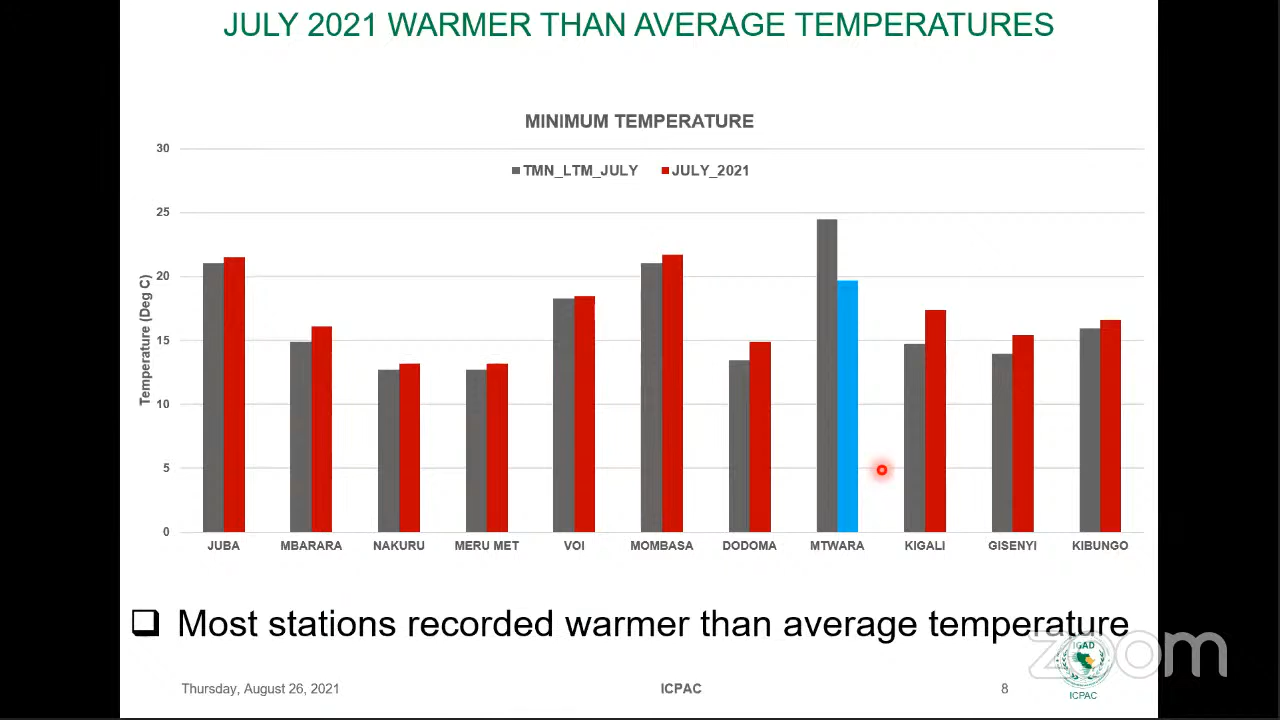 JULY 2021 WARMER THAN AVERAGE TEMPERATURES
MINIMUM TEMPERATURE
TMN_LTM_JULY JULY_2021
Temperature (Deg C)
30
25
20
15
10
5
0
JUBA MBARARA NAKURU MERU MET VOI MOMBASA DODOMA MTWARA KIGALI GISENYI KIBUNGO
Most stations recorded warmer than average temperature
zoom
IGAD
ICPAC
Thursday, August 26, 2021 ICPAC 8